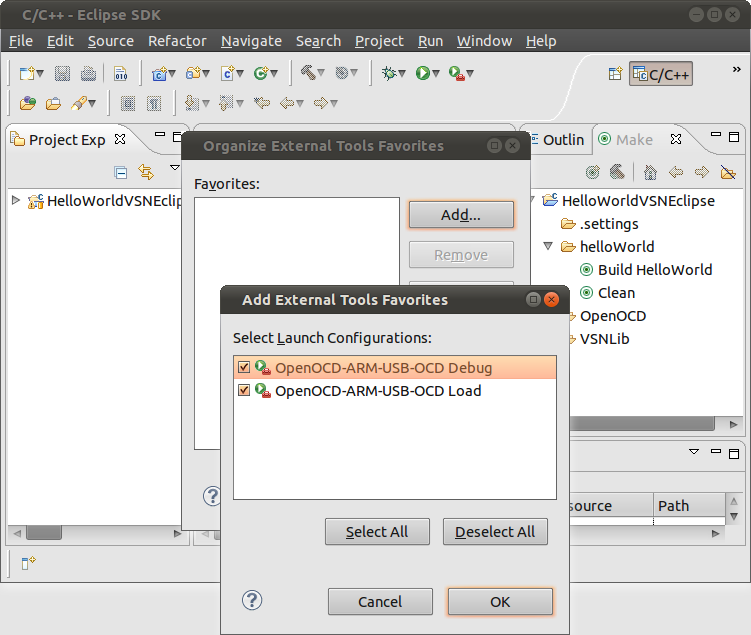 C/C++ - Eclipse SDK
File Edit Source Refactor Navigate Search Project Run Window Help
C/C++
Project Exp
Organize External Tools Favorites
Outlin
Make
Favorites:
HelloWorldVSNEclip
Add...
HelloWorldVSNEclipse
.settings
Remove
helloWorld
Build HelloWorld
Clean
Add External Tools Favorites
OpenOCD
Select Launch Configurations:
VSNLib
OpenOCD-ARM-USB-OCD Debug
OpenOCD-ARM-USB-OCD Load
ource
Path
Select All
Deselect All
Cancel
OK